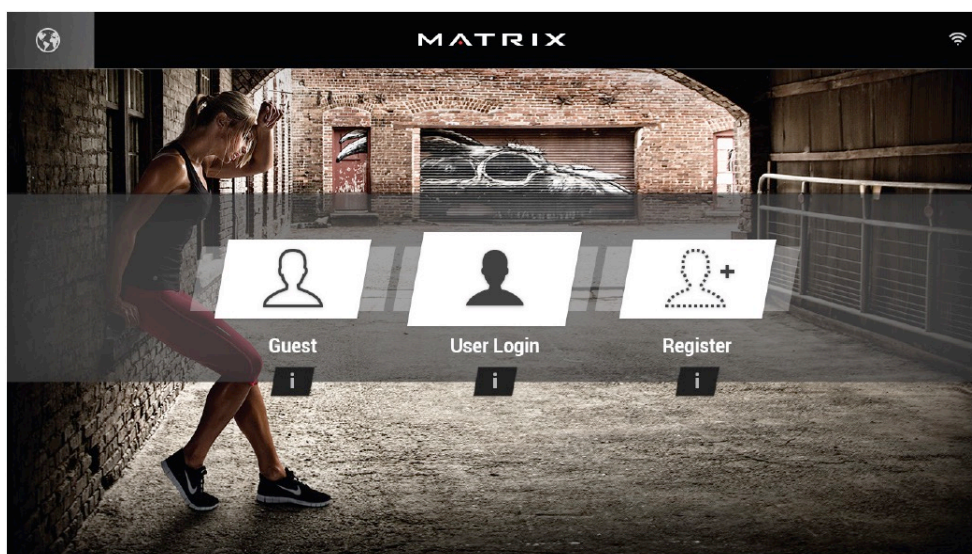 MATRIX
Guest
User Login
Register
i
i
i